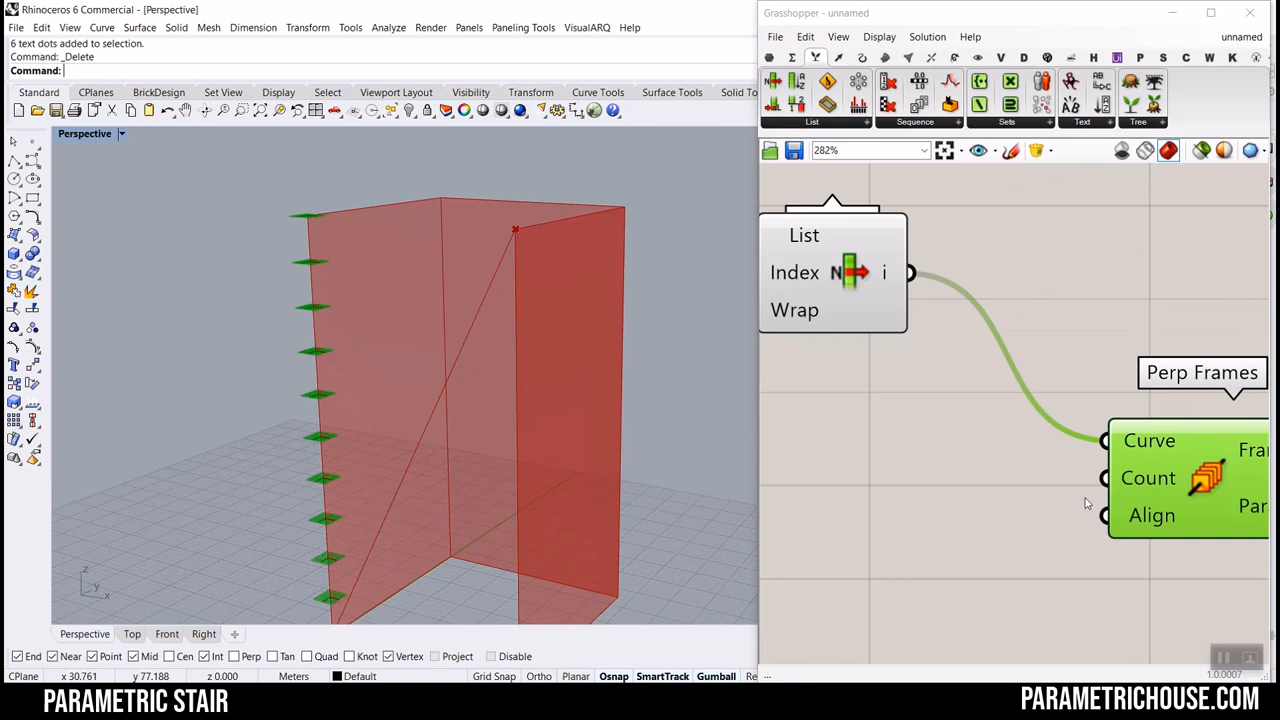 Rhinoceros 6 Commercial - [Perspective]
File Edit View Curve Surface Solid Mesh Dimension Transform Tools Analyze Render Panels Paneling Tools VisualARQ Help
6 text dots added to selection.
Command: _Delete
Command:
Standard CPlanes BrickDesign Set View Display Select Viewport Layout Visibility Transform Curve Tools Surface Tools Solid To
Perspective
z
y
x
Perspective Top Front Right
End Near Point Mid Cen Int Perp Tan Quad Knot Vertex Project Disable
CPlane x 30.761 y 77.188 z 0.000 Meters Default Grid Snap Ortho Planar Osnap SmartTrack Gumball Re
Grasshopper - unnamed
File Edit View Display Solution Help unnamed
V D H P S C W K
List Sequence Sets Text Tree
282%
List
Index N i
Wrap
Perp Frames
Curve
Count
Align
Fra
Par
...
1.0.0007
PARAMETRIC STAIR
PARAMETRICHOUSE.COM